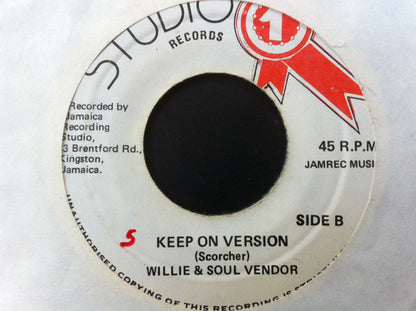 STUDIO 1
RECORDS
Recorded by
Jamaica
Recording
Studio,
3 Brentford Rd.,
Kingston,
Jamaica.
45 R.P.M
JAMREC MUSI
SIDE B
5
KEEP ON VERSION
(Scorcher)
WILLIE & SOUL VENDOR
UNAUTHORISED COPYING OF THIS RECORDING IS